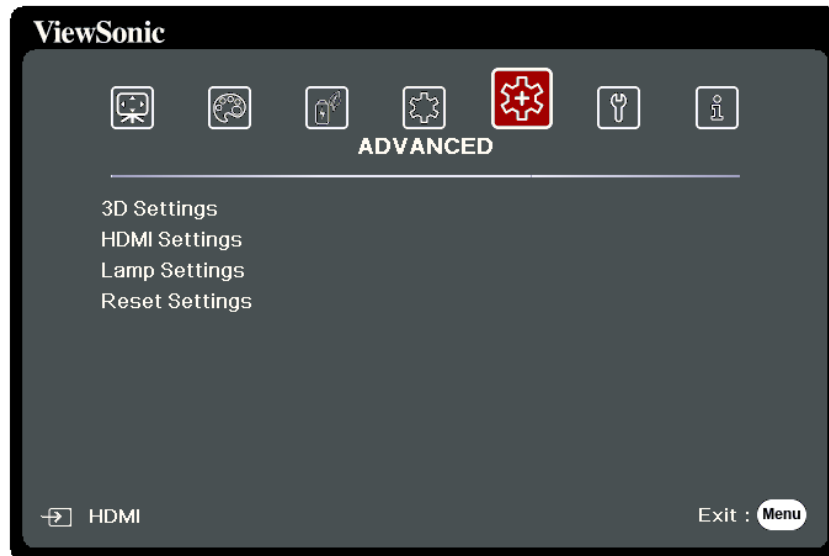 ViewSonic
ADVANCED
3D Settings
HDMI Settings
Lamp Settings
Reset Settings
HDMI
Exit : Menu